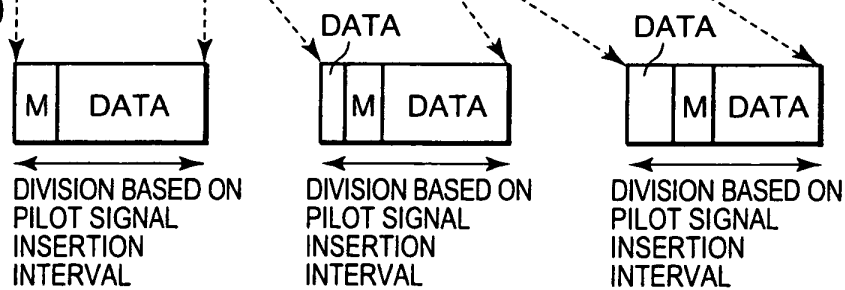 )
DATA
DATA
M DATA
M DATA
M DATA
DIVISION BASED ON
PILOT SIGNAL
INSERTION
INTERVAL
DIVISION BASED ON
PILOT SIGNAL
INSERTION
INTERVAL
DIVISION BASED ON
PILOT SIGNAL
INSERTION
INTERVAL